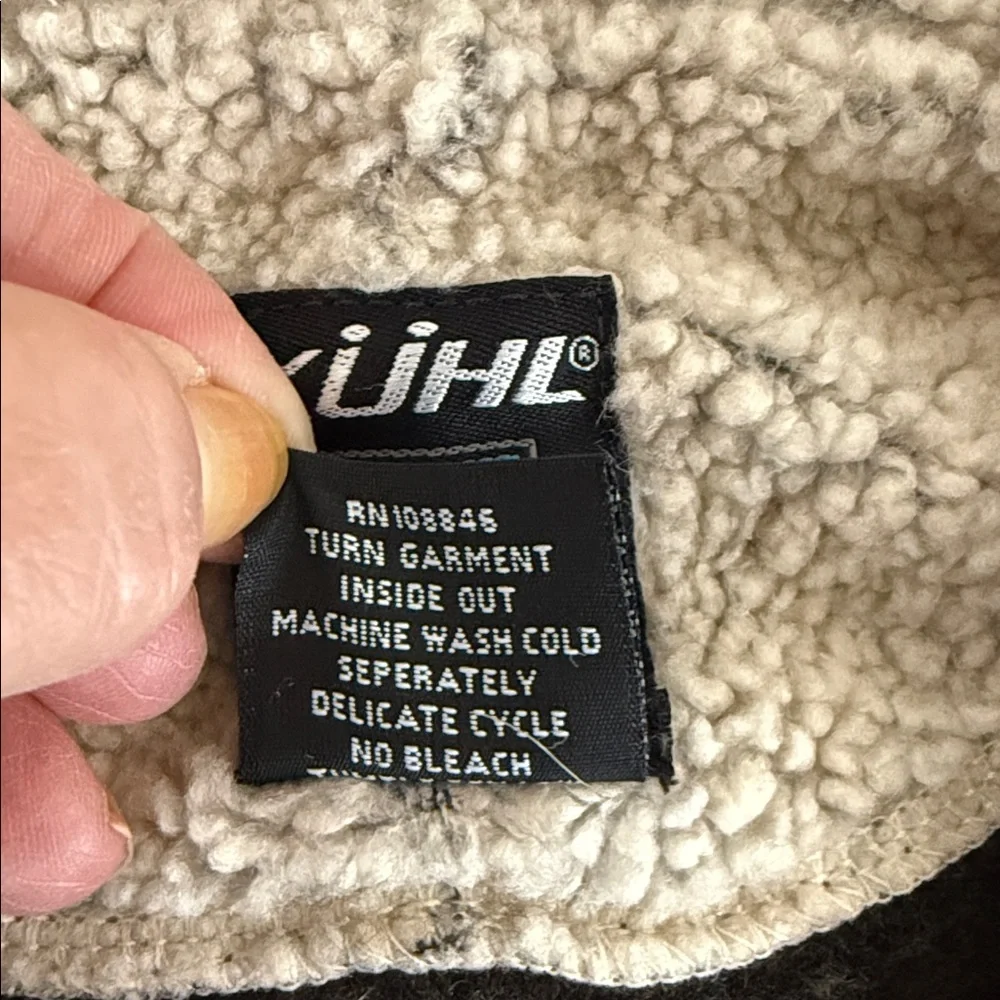 KÜHL®
RN108846
TURN GARMENT
INSIDE OUT
MACHINE WASH COLD
SEPERATELY
DELICATE CYCLE
NO BLEACH